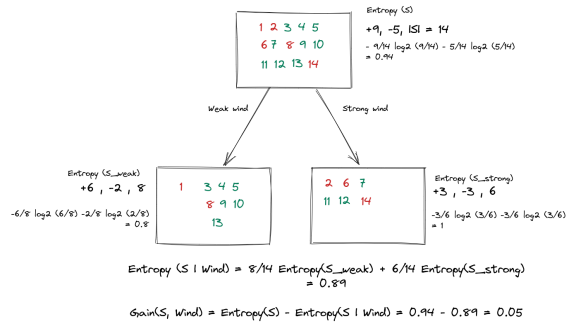 Entropy (S)
+9, -5, |S| = 14
- 9/14 log2 (9/14) - 5/14 log2 (5/14)
= 0.94
1 2 3 4 5
6 7 8 9 10
11 12 13 14
Weak wind
Strong wind
Entropy (S_weak)
+6 , -2 , 8
-6/8 log2 (6/8) -2/8 log2 (2/8)
= 0.8
1 3 4 5
8 9 10
13
2 6 7
11 12 14
Entropy (S_strong)
+3 , -3 , 6
-3/6 log2 (3/6) -3/6 log2 (3/6)
= 1
Entropy (S | Wind) = 8/14 Entropy(S_weak) + 6/14 Entropy(S_strong)
= 0.89
Gain(S, Wind) = Entropy(S) - Entropy(S | Wind) = 0.94 - 0.89 = 0.05